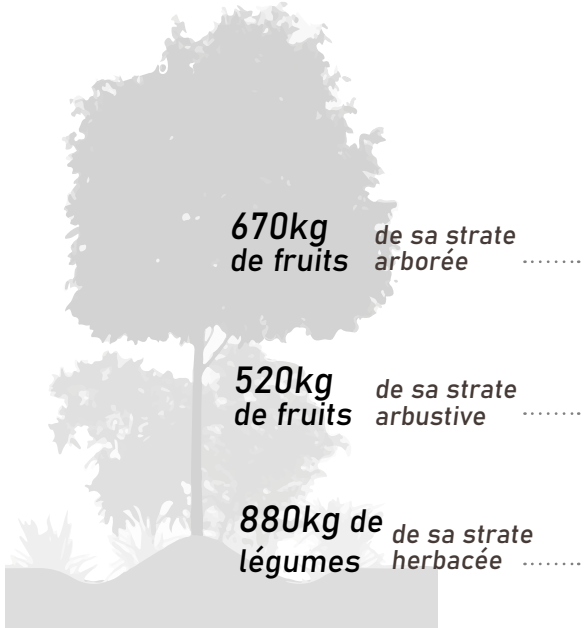 670kg de sa strate
de fruits arborée ........
520kg de sa strate
de fruits arbustive ........
880kg de de sa strate
légumes herbacée ........